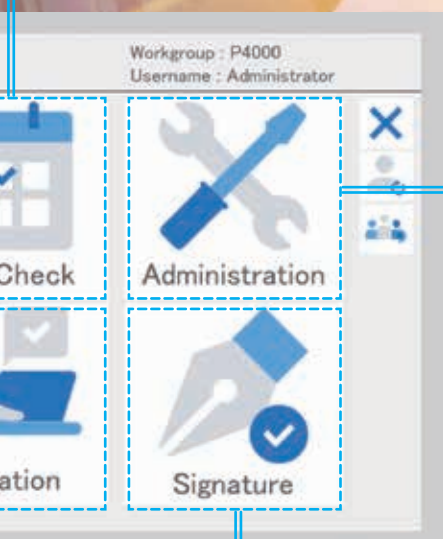 Workgroup : P4000
Username : Administrator
Check
Administration
ation
Signature